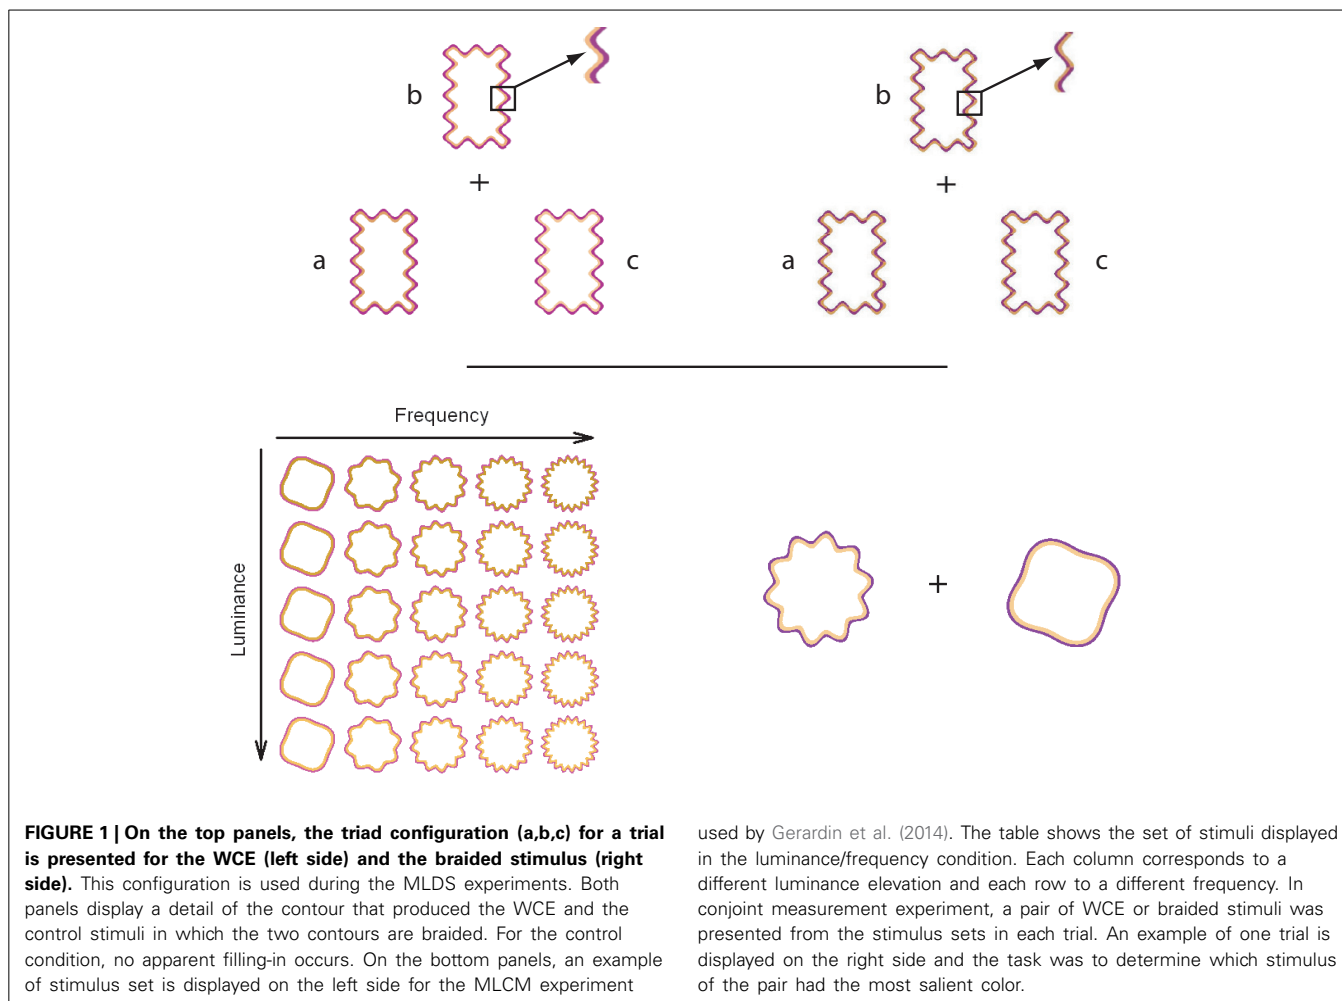 b
b
+
+
a
c
a
c
Frequency
Luminance
+
FIGURE 1 | On the top panels, the triad configuration (a,b,c) for a trial
is presented for the WCE (left side) and the braided stimulus (right
side). This configuration is used during the MLDS experiments. Both
panels display a detail of the contour that produced the WCE and the
control stimuli in which the two contours are braided. For the control
condition, no apparent filling-in occurs. On the bottom panels, an example
of stimulus set is displayed on the left side for the MLCM experiment
used by Gerardin et al. (2014). The table shows the set of stimuli displayed
in the luminance/frequency condition. Each column corresponds to a
different luminance elevation and each row to a different frequency. In
conjoint measurement experiment, a pair of WCE or braided stimuli was
presented from the stimulus sets in each trial. An example of one trial is
displayed on the right side and the task was to determine which stimulus
of the pair had the most salient color.